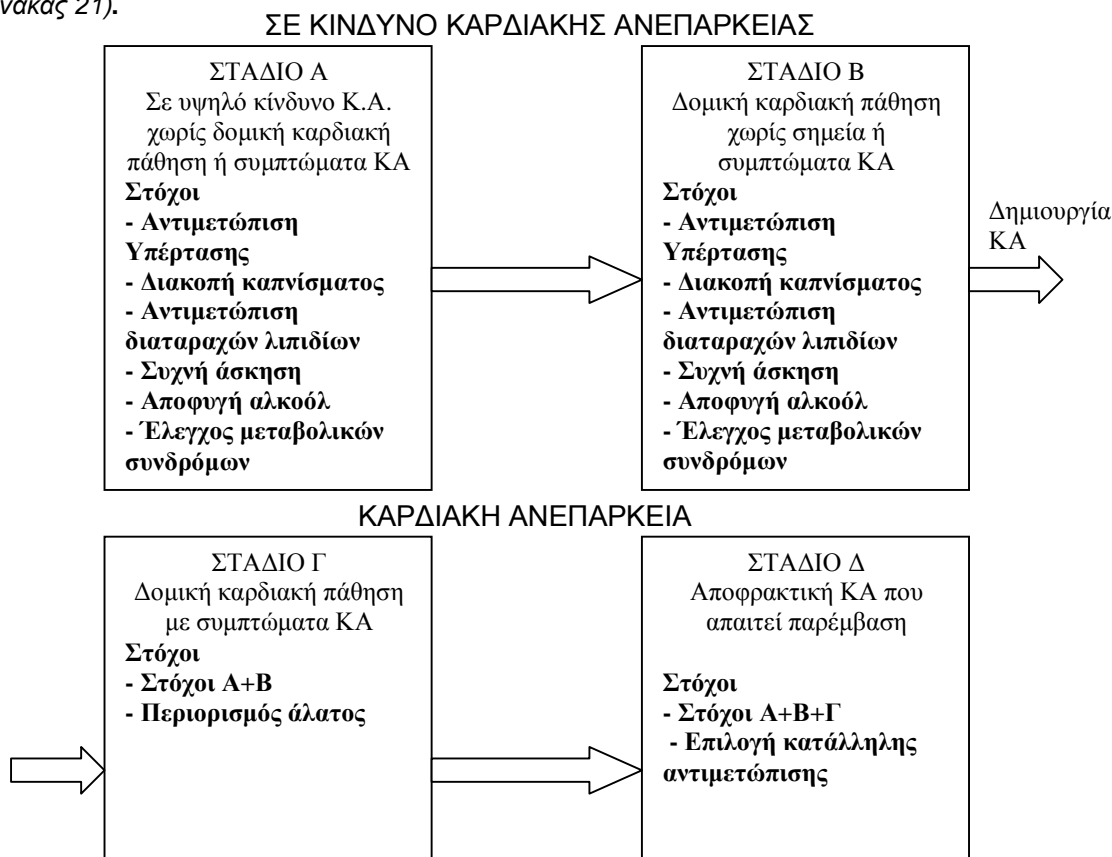 νακας 21).
ΣΕ ΚΙΝΔΥΝΟ ΚΑΡΔΙΑΚΗΣ ΑΝΕΠΑΡΚΕΙΑΣ
ΣΤΑΔΙΟ Α
Σε υψηλό κίνδυνο Κ.Α.
χωρίς δομική καρδιακή
πάθηση ή συμπτώματα ΚΑ
Στόχοι
- Αντιμετώπιση
Υπέρτασης
- Διακοπή καπνίσματος
- Αντιμετώπιση
διαταραχών λιπιδίων
- Συχνή άσκηση
- Αποφυγή αλκοόλ
- Έλεγχος μεταβολικών
συνδρόμων
ΣΤΑΔΙΟ Β
Δομική καρδιακή πάθηση
χωρίς σημεία ή
συμπτώματα ΚΑ
Στόχοι
- Αντιμετώπιση
Υπέρτασης
- Διακοπή καπνίσματος
- Αντιμετώπιση
διαταραχών λιπιδίων
- Συχνή άσκηση
- Αποφυγή αλκοόλ
- Έλεγχος μεταβολικών
συνδρόμων
Δημιουργία
ΚΑ
ΚΑΡΔΙΑΚΗ ΑΝΕΠΑΡΚΕΙΑ
ΣΤΑΔΙΟ Γ
Δομική καρδιακή πάθηση
με συμπτώματα ΚΑ
Στόχοι
- Στόχοι Α+Β
- Περιορισμός άλατος
ΣΤΑΔΙΟ Δ
Αποφρακτική ΚΑ που
απαιτεί παρέμβαση
Στόχοι
- Στόχοι Α+Β+Γ
- Επιλογή κατάλληλης
αντιμετώπισης